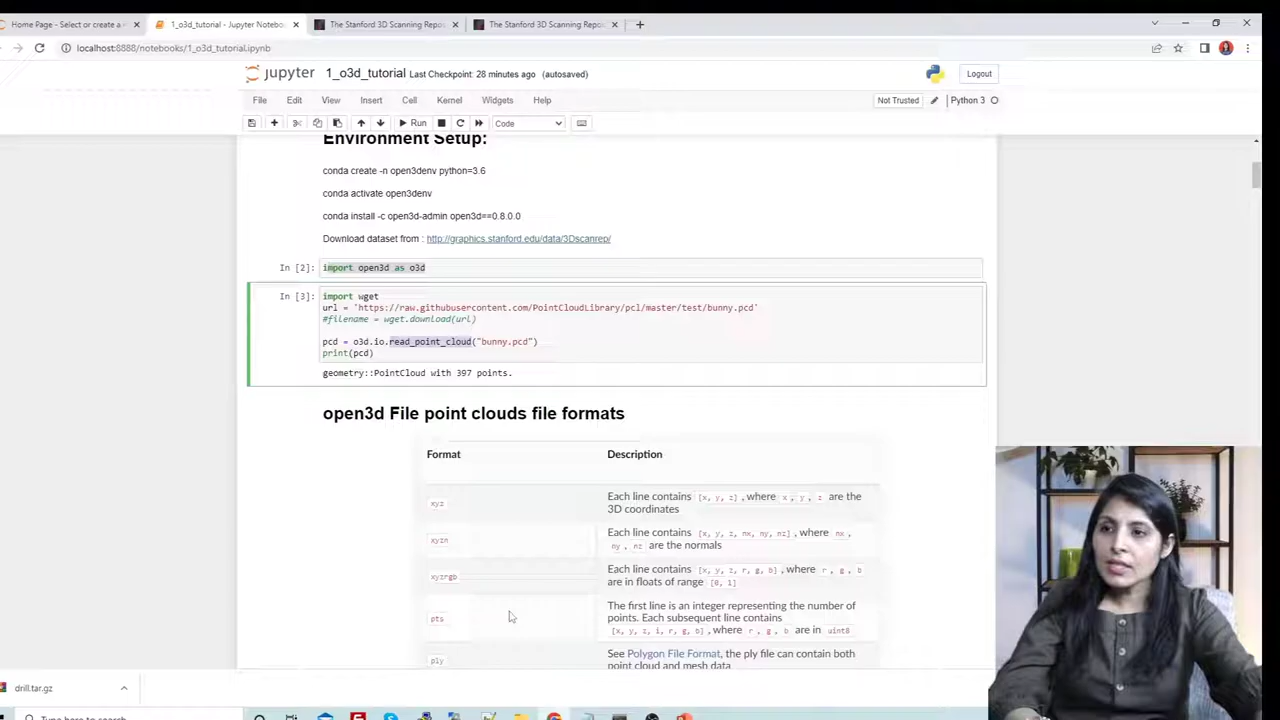 Home Page - Select or create a n
1_o3d_tutorial - Jupyter Notebo
The Stanford 3D Scanning Repo
The Stanford 3D Scanning Repo
localhost:8888/notebooks/1_o3d_tutorial.ipynb
jupyter 1_o3d_tutorial Last Checkpoint: 28 minutes ago (autosaved)
Logout
File Edit View Insert Cell Kernel Widgets Help
Not Trusted
Python 3
Run
Code
Environment Setup:
conda create -n open3denv python=3.6
conda activate open3denv
conda install -c open3d-admin open3d==0.8.0.0
Download dataset from : http://graphics.stanford.edu/data/3Dscanrep/
In [2]: import open3d as o3d
In [3]: import wget
url = 'https://raw.githubusercontent.com/PointCloudLibrary/pcl/master/test/bunny.pcd'
#filename = wget.download(url)
pcd = o3d.io.read_point_cloud("bunny.pcd")
print(pcd)
geometry::PointCloud with 397 points.
open3d File point clouds file formats
Format Description
xyz Each line contains [x, y, z] , where x , y , z are the
3D coordinates
xyzn Each line contains [x, y, z, nx, ny, nz] , where nx ,
ny , nz are the normals
xyzrgb Each line contains [x, y, z, r, g, b] , where r , g , b
are in floats of range [0, 1]
pts The first line is an integer representing the number of
points. Each subsequent line contains
[x, y, z, i, r, g, b] , where r , g , b are in uint8
ply See Polygon File Format, the ply file can contain both
point cloud and mesh data
drill.tar.gz
Type here to search